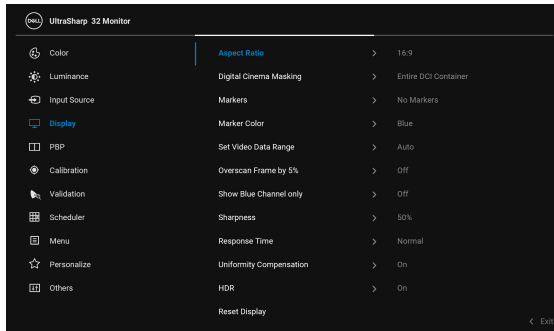 DELL UltraSharp 32 Monitor
Color Aspect Ratio > 16:9
Luminance Digital Cinema Masking > Entire DCI Container
Input Source Markers > No Markers
Display Marker Color > Blue
PBP Set Video Data Range > Auto
Calibration Overscan Frame by 5% > Off
Validation Show Blue Channel only > Off
Scheduler Sharpness > 50%
Menu Response Time > Normal
Personalize Uniformity Compensation > On
Others HDR > On
Reset Display
< Exit